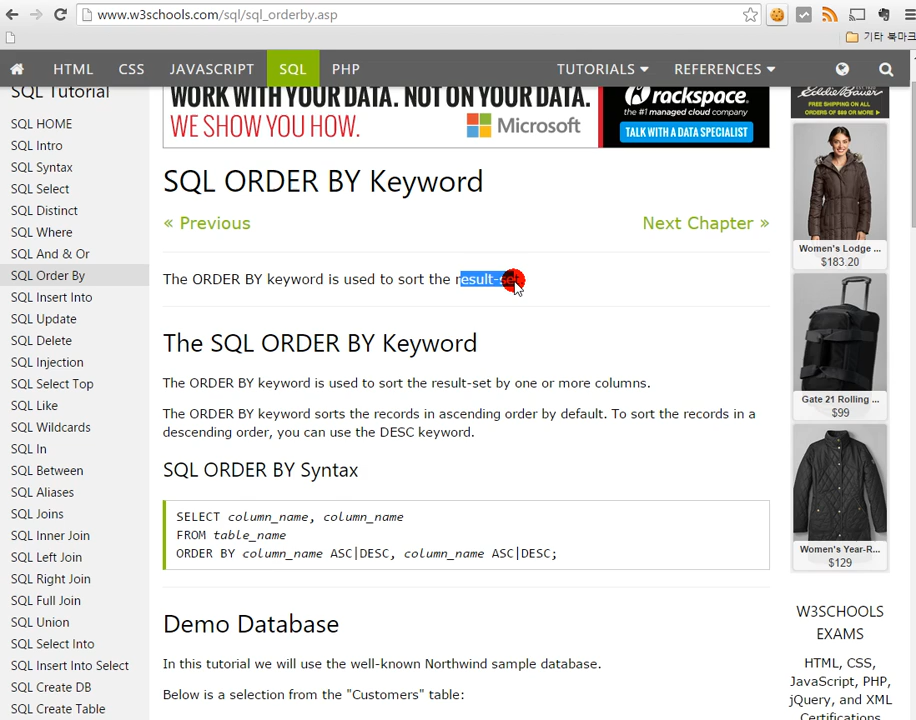 www.w3schools.com/sql/sql_orderby.asp
기타 북마크
HTML CSS JAVASCRIPT SQL PHP TUTORIALS REFERENCES
SQL Tutorial
SQL HOME
SQL Intro
SQL Syntax
SQL Select
SQL Distinct
SQL Where
SQL And & Or
SQL Order By
SQL Insert Into
SQL Update
SQL Delete
SQL Injection
SQL Select Top
SQL Like
SQL Wildcards
SQL In
SQL Between
SQL Aliases
SQL Joins
SQL Inner Join
SQL Left Join
SQL Right Join
SQL Full Join
SQL Union
SQL Select Into
SQL Insert Into Select
SQL Create DB
SQL Create Table
WORK WITH YOUR DATA. NOT ON YOUR DATA.
WE SHOW YOU HOW.
Microsoft
rackspace
the #1 managed cloud company
TALK WITH A DATA SPECIALIST
SQL ORDER BY Keyword
« Previous
Next Chapter »
The ORDER BY keyword is used to sort the result-set
The SQL ORDER BY Keyword
The ORDER BY keyword is used to sort the result-set by one or more columns.
The ORDER BY keyword sorts the records in ascending order by default. To sort the records in a
descending order, you can use the DESC keyword.
SQL ORDER BY Syntax
SELECT column_name, column_name
FROM table_name
ORDER BY column_name ASC|DESC, column_name ASC|DESC;
Demo Database
In this tutorial we will use the well-known Northwind sample database.
Below is a selection from the "Customers" table:
Eddie Bauer
FREE SHIPPING ON ALL
ORDERS OF $99 OR MORE
Women's Lodge ...
$183.20
Gate 21 Rolling ...
$99
Women's Year-R...
$129
W3SCHOOLS
EXAMS
HTML, CSS,
JavaScript, PHP,
jQuery, and XML
Certifications